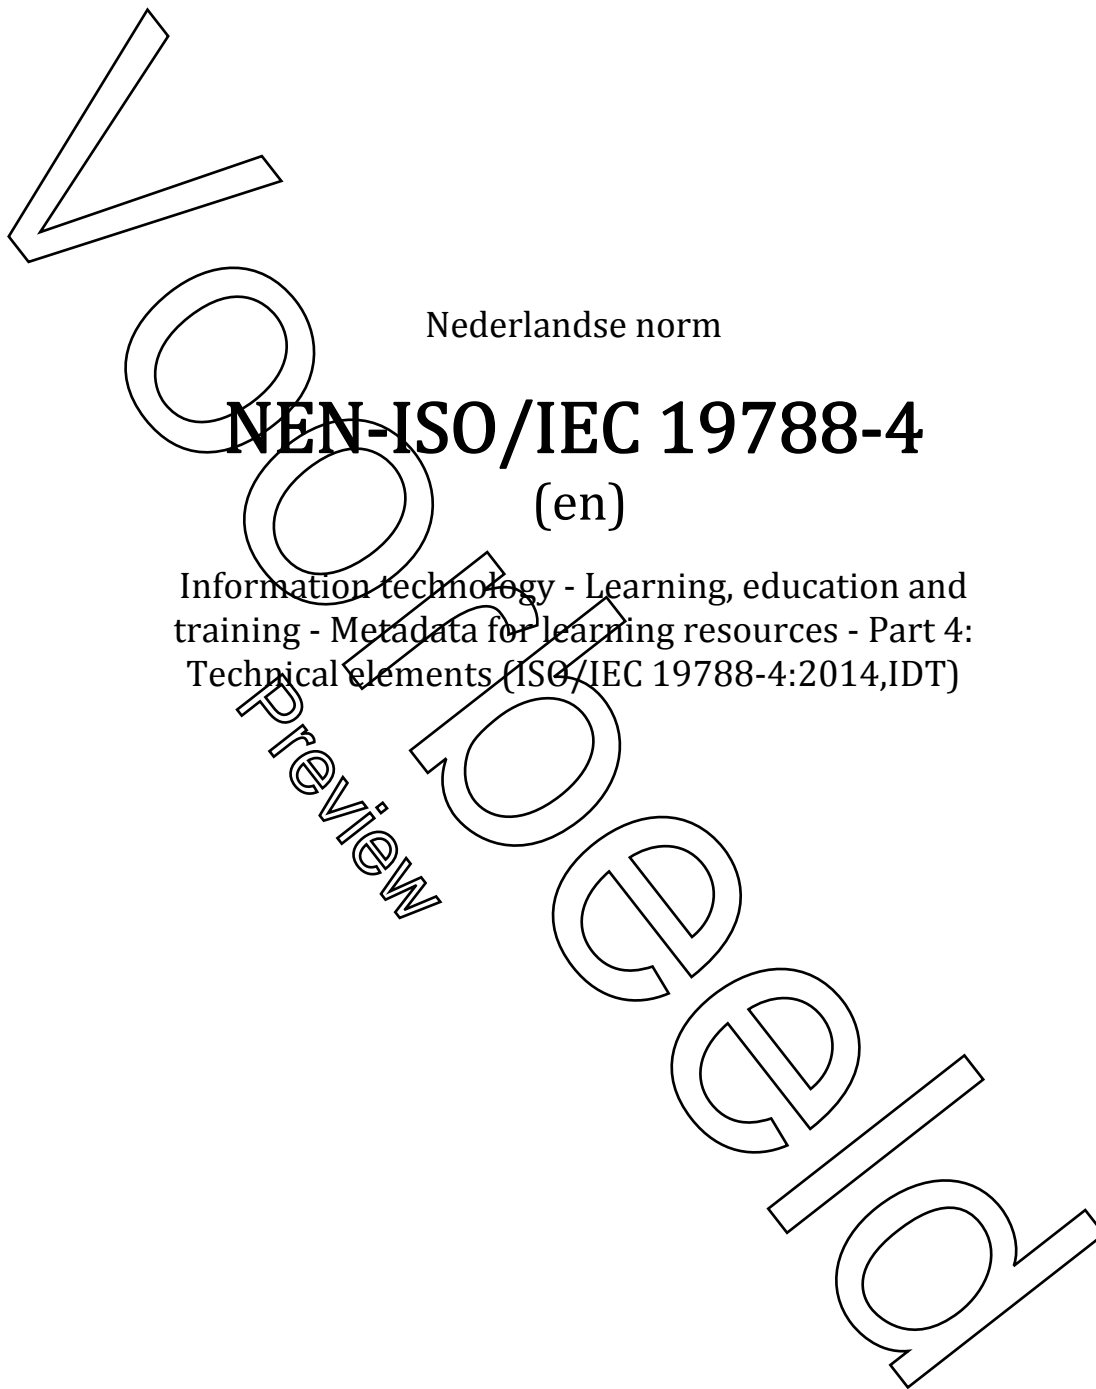 Nederlandse norm
NEN-ISO/IEC 19788-4
(en)
Information technology - Learning, education and
training - Metadata for learning resources - Part 4:
Technical elements (ISO/IEC 19788-4:2014,IDT)
Voorbeeld
Preview